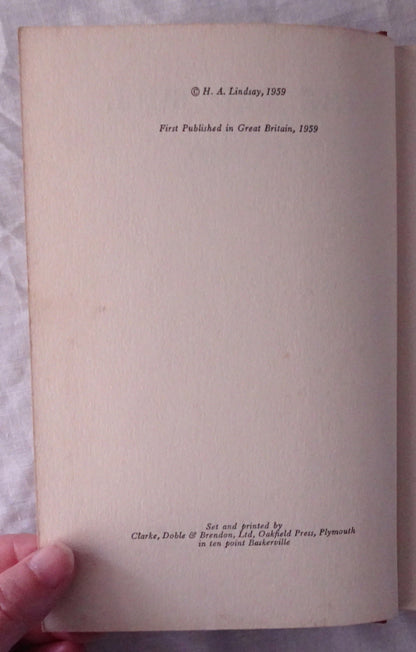 © H. A. Lindsay, 1959
First Published in Great Britain, 1959
Set and printed by
Clarke, Doble & Brendon, Ltd, Oakfield Press, Plymouth
in ten point Baskerville